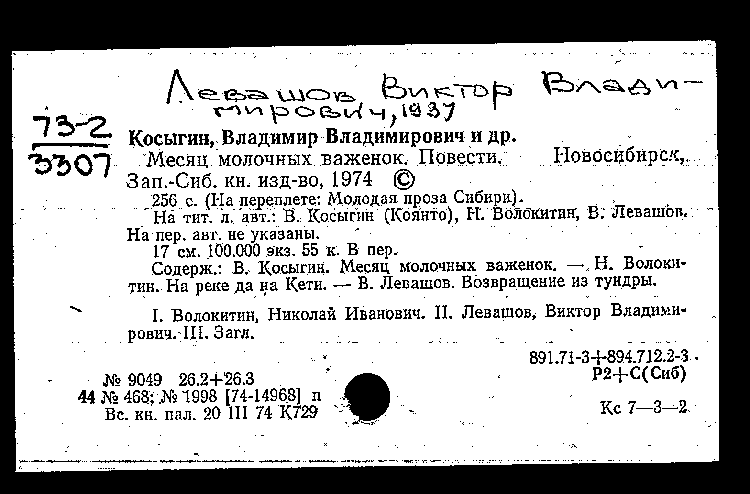 Левашов Виктор Влади-
мирович, 1937
73-2
3307
Косыгин, Владимир Владимирович и др.
Месяц молочных важенок. Повести. Новосибирск,
Зап.-Сиб. кн. изд-во, 1974 ©
256 с. (На переплете: Молодая проза Сибири).
На тит. л. авт.: В. Косыгин (Коянто), Н. Волокитин, В. Левашов.
На пер. авт. не указаны.
17 см. 100.000 экз. 55 к. В пер.
Содерж.: В. Косыгин. Месяц молочных важенок. — Н. Волоки-
тин. На реке да на Кети. — В. Левашов. Возвращение из тундры.
I. Волокитин, Николай Иванович. II. Левашов, Виктор Владими-
рович. III. Загл.
891.71-3+894.712.2-3
Р2+С(Сиб)
№ 9049 26.2+26.3
44 № 468; № 1998 [74-14968] п
Вс. кн. пал. 20 III 74 К729
Кс 7—3—2